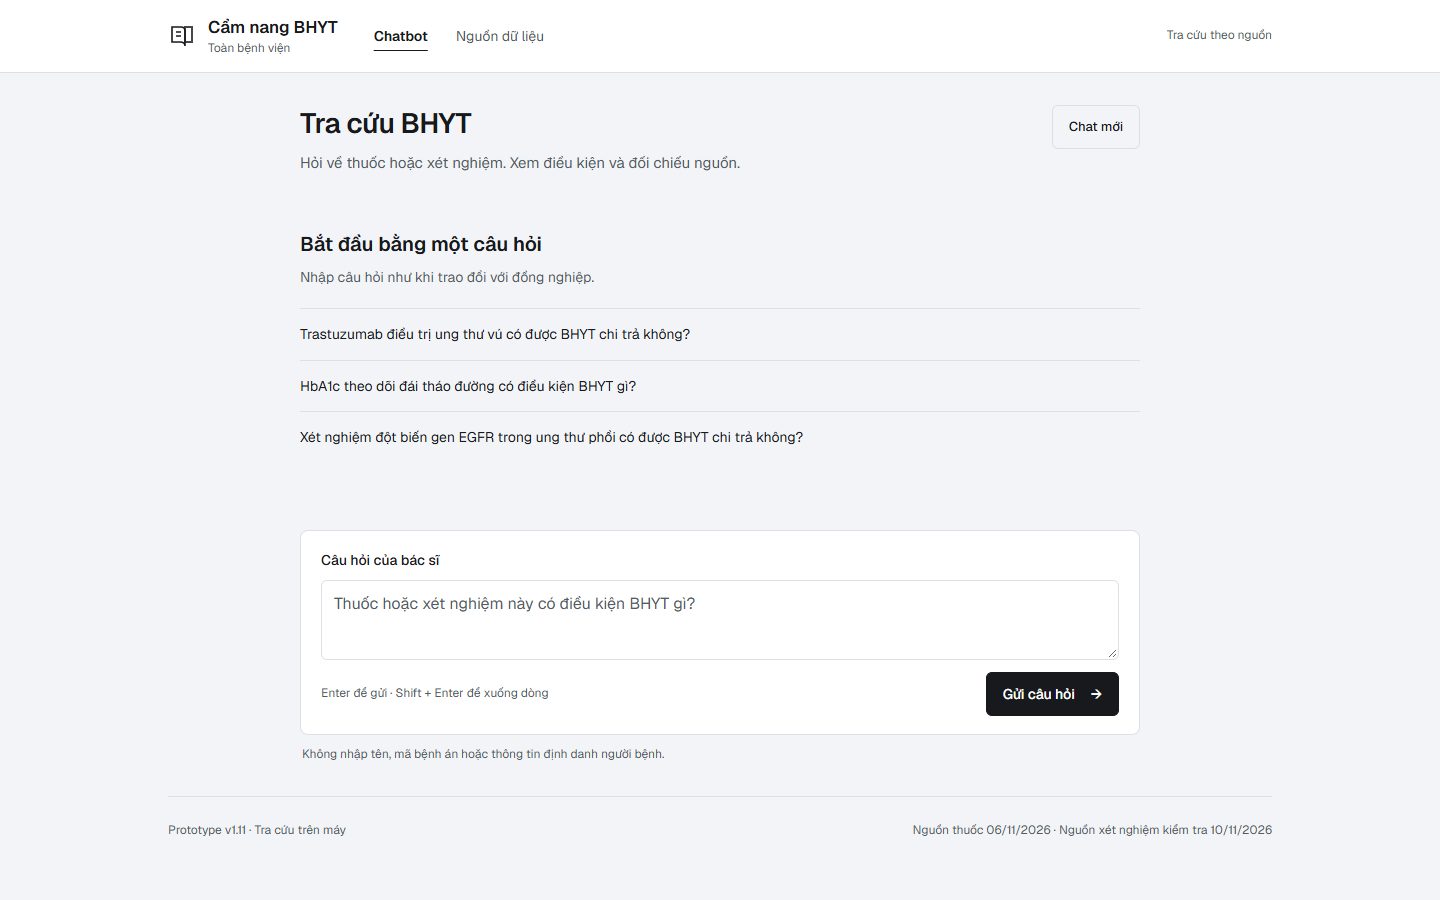 Cẩm nang BHYT
Toàn bệnh viện
Chatbot
Nguồn dữ liệu
Tra cứu theo nguồn
Tra cứu BHYT
Chat mới
Hỏi về thuốc hoặc xét nghiệm. Xem điều kiện và đối chiếu nguồn.
Bắt đầu bằng một câu hỏi
Nhập câu hỏi như khi trao đổi với đồng nghiệp.
Trastuzumab điều trị ung thư vú có được BHYT chi trả không?
HbA1c theo dõi đái tháo đường có điều kiện BHYT gì?
Xét nghiệm đột biến gen EGFR trong ung thư phổi có được BHYT chi trả không?
Câu hỏi của bác sĩ
Thuốc hoặc xét nghiệm này có điều kiện BHYT gì?
Enter để gửi · Shift + Enter để xuống dòng
Gửi câu hỏi →
Không nhập tên, mã bệnh án hoặc thông tin định danh người bệnh.
Prototype v1.11 · Tra cứu trên máy
Nguồn thuốc 06/11/2026 · Nguồn xét nghiệm kiểm tra 10/11/2026